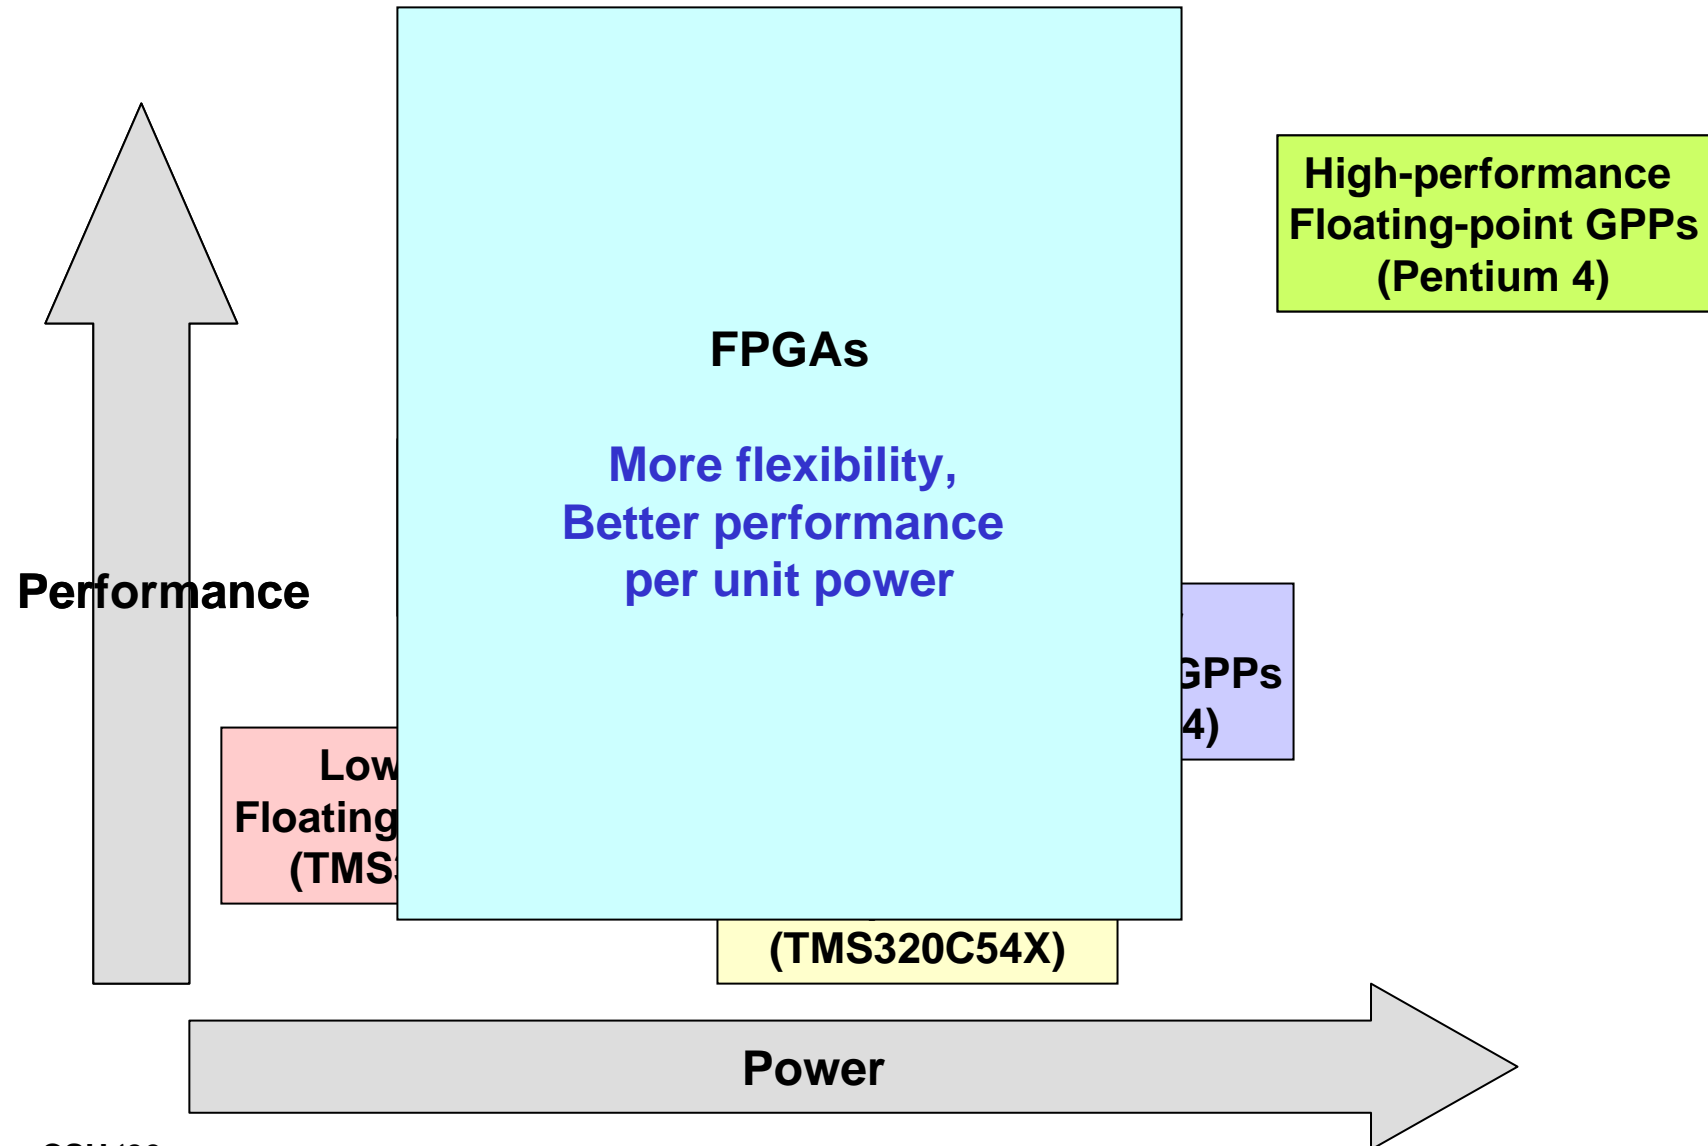 High-performance
Floating-point GPPs
(Pentium 4)
FPGAs
More flexibility,
Better performance
per unit power
Performance
GPPs
4)
Low
Floating
(TMS
(TMS320C54X)
Power